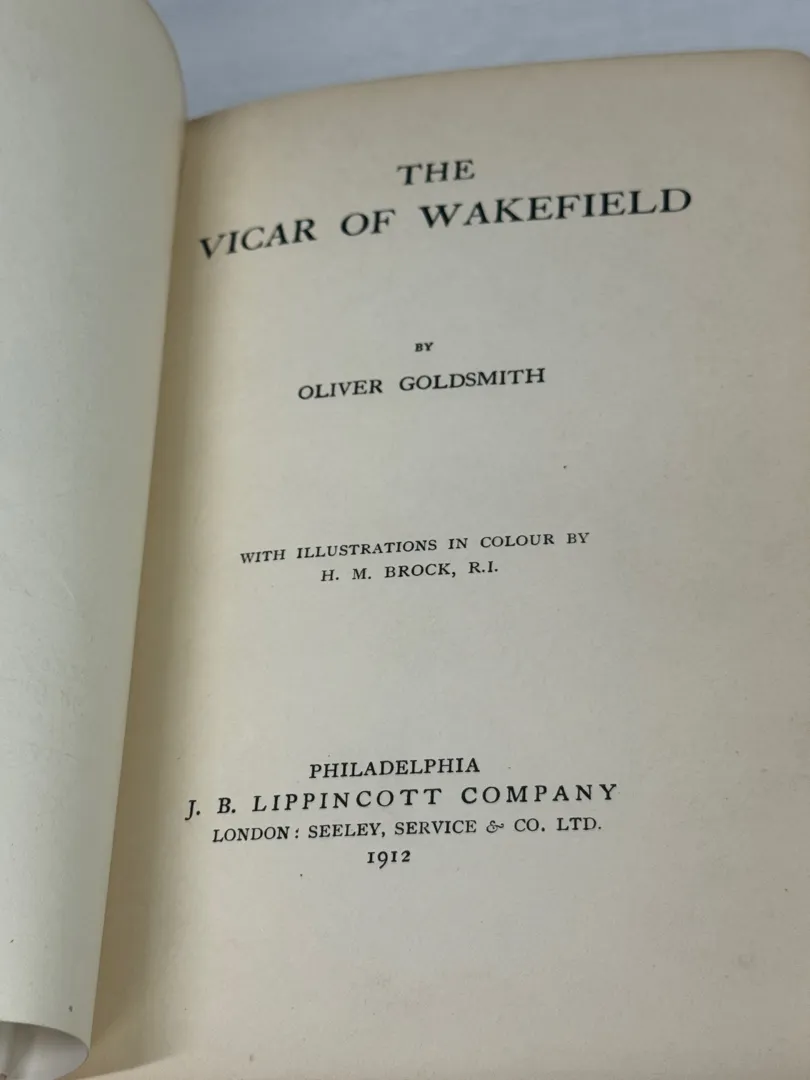 THE
VICAR OF WAKEFIELD
BY
OLIVER GOLDSMITH
WITH ILLUSTRATIONS IN COLOUR BY
H. M. BROCK, R.I.
PHILADELPHIA
J. B. LIPPINCOTT COMPANY
LONDON: SEELEY, SERVICE & CO. LTD.
1912